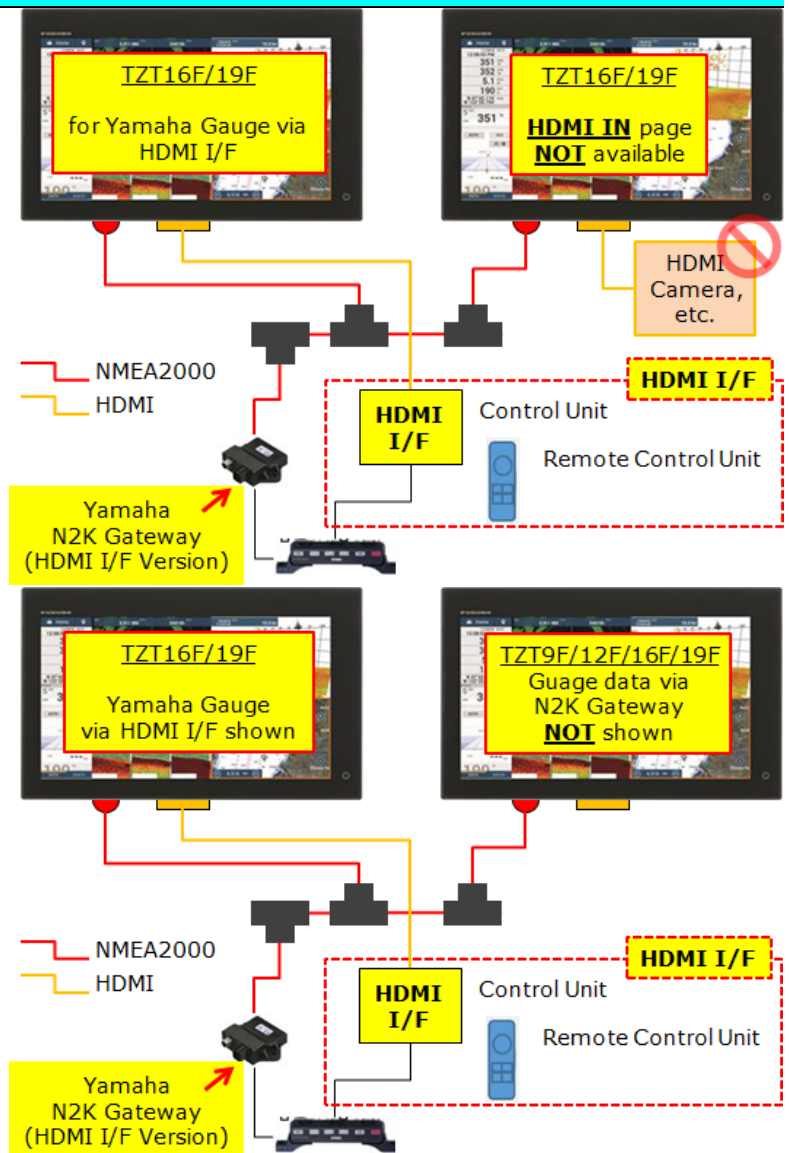 TZT16F/19F
for Yamaha Gauge via
HDMI I/F
TZT16F/19F
HDMI IN page
NOT available
HDMI
Camera,
etc.
NMEA2000
HDMI
HDMI I/F
HDMI
I/F
Control Unit
Remote Control Unit
Yamaha
N2K Gateway
(HDMI I/F Version)
TZT16F/19F
Yamaha Gauge
via HDMI I/F shown
TZT9F/12F/16F/19F
Guage data via
N2K Gateway
NOT shown
NMEA2000
HDMI
HDMI I/F
HDMI
I/F
Control Unit
Remote Control Unit
Yamaha
N2K Gateway
(HDMI I/F Version)